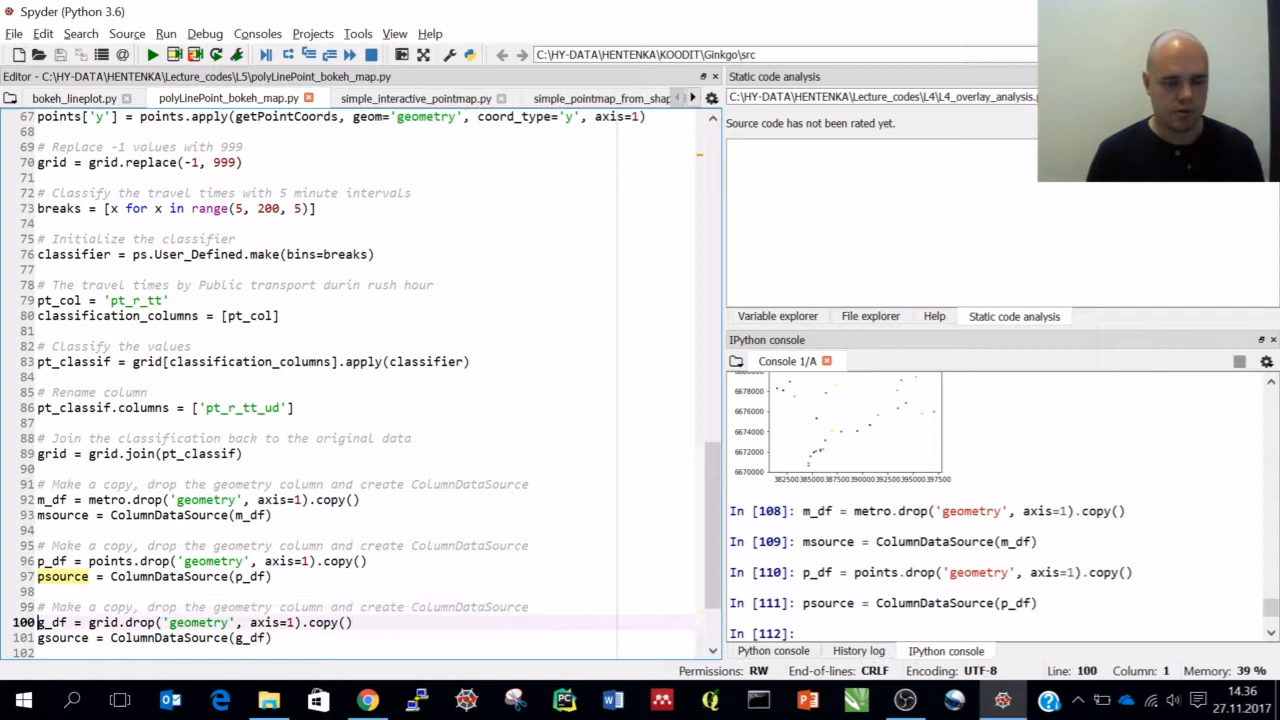 Spyder (Python 3.6)
File Edit Search Source Run Debug Consoles Projects Tools View Help
C:\HY-DATA\HENTENKA\KOODIT\Ginkgo\src
Editor - C:\HY-DATA\HENTENKA\Lecture_codes\L5\polyLinePoint_bokeh_map.py
bokeh_lineplot.py polyLinePoint_bokeh_map.py simple_interactive_pointmap.py simple_pointmap_from_shap
67 points['y'] = points.apply(getPointCoords, geom='geometry', coord_type='y', axis=1)
68
69 # Replace -1 values with 999
70 grid = grid.replace(-1, 999)
71
72 # Classify the travel times with 5 minute intervals
73 breaks = [x for x in range(5, 200, 5)]
74
75 # Initialize the classifier
76 classifier = ps.User_Defined.make(bins=breaks)
77
78 # The travel times by Public transport durin rush hour
79 pt_col = 'pt_r_tt'
80 classification_columns = [pt_col]
81
82 # Classify the values
83 pt_classif = grid[classification_columns].apply(classifier)
84
85 # Rename column
86 pt_classif.columns = ['pt_r_tt_ud']
87
88 # Join the classification back to the original data
89 grid = grid.join(pt_classif)
90
91 # Make a copy, drop the geometry column and create ColumnDataSource
92 m_df = metro.drop('geometry', axis=1).copy()
93 msource = ColumnDataSource(m_df)
94
95 # Make a copy, drop the geometry column and create ColumnDataSource
96 p_df = points.drop('geometry', axis=1).copy()
97 psource = ColumnDataSource(p_df)
98
99 # Make a copy, drop the geometry column and create ColumnDataSource
100 g_df = grid.drop('geometry', axis=1).copy()
101 gsource = ColumnDataSource(g_df)
102
Static code analysis
C:\HY-DATA\HENTENKA\Lecture_codes\L4\L4_overlay_analysis.p
Source code has not been rated yet.
Variable explorer File explorer Help Static code analysis
IPython console
Console 1/A
6678000
6676000
6674000
6672000
6670000
382500 385000 387500 390000 392500 395000 397500
In [108]: m_df = metro.drop('geometry', axis=1).copy()
In [109]: msource = ColumnDataSource(m_df)
In [110]: p_df = points.drop('geometry', axis=1).copy()
In [111]: psource = ColumnDataSource(p_df)
In [112]:
Python console History log IPython console
Permissions: RW End-of-lines: CRLF Encoding: UTF-8 Line: 100 Column: 1 Memory: 39 %
14.36
27.11.2017